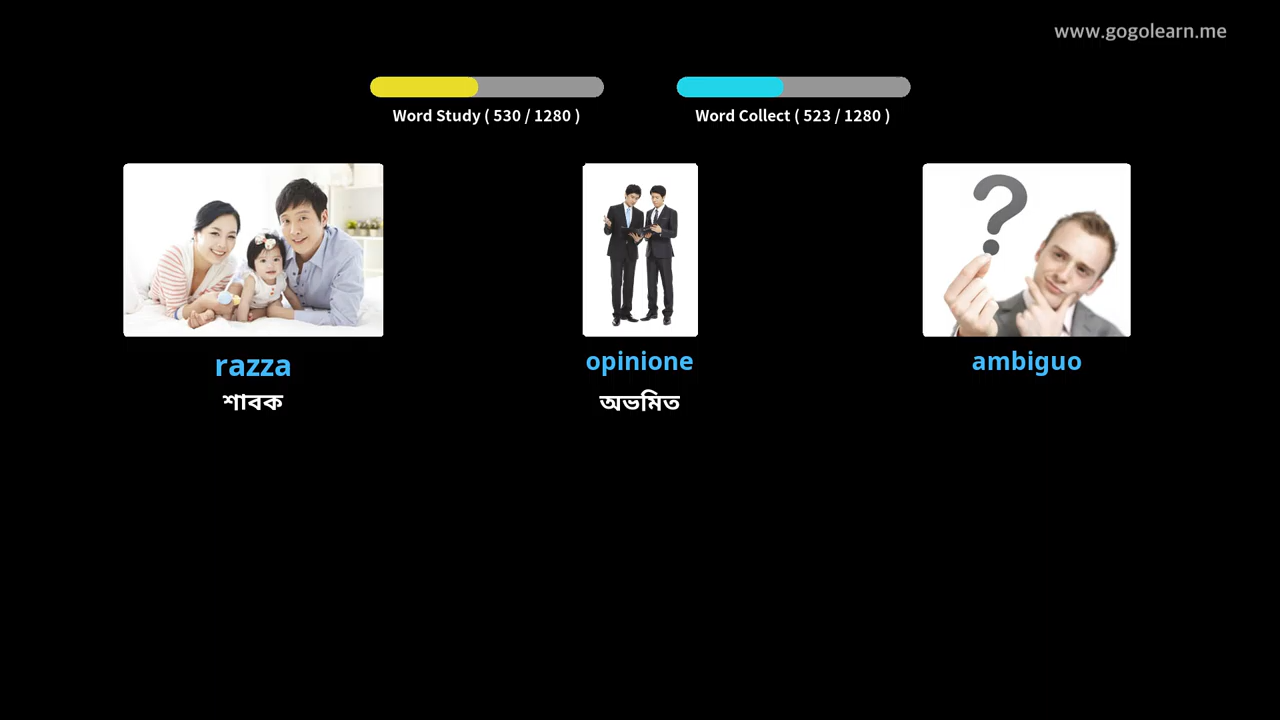 www.gogolearn.me
Word Study ( 530 / 1280 )
Word Collect ( 523 / 1280 )
razza
opinione
ambiguo
শাবক
অভমিত